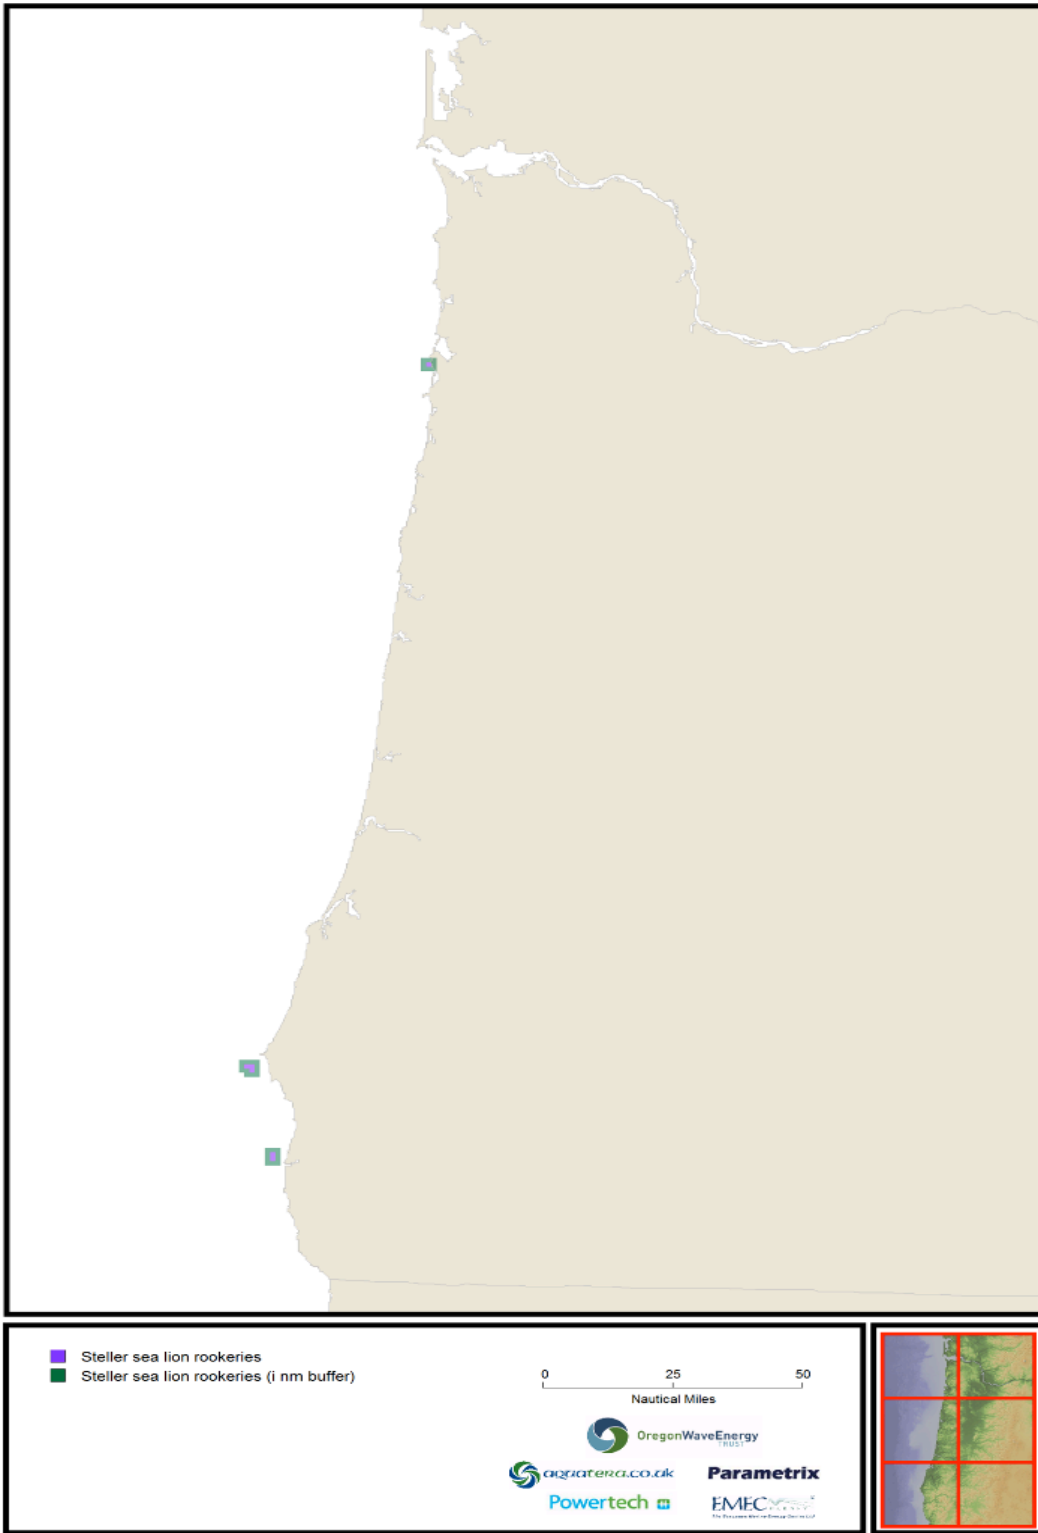 Steller sea lion rookeries
Steller sea lion rookeries (i nm buffer)
0 25 50
Nautical Miles
OregonWaveEnergy
TRUST
aquatera.co.uk
Parametrix
Powertech
EMEC